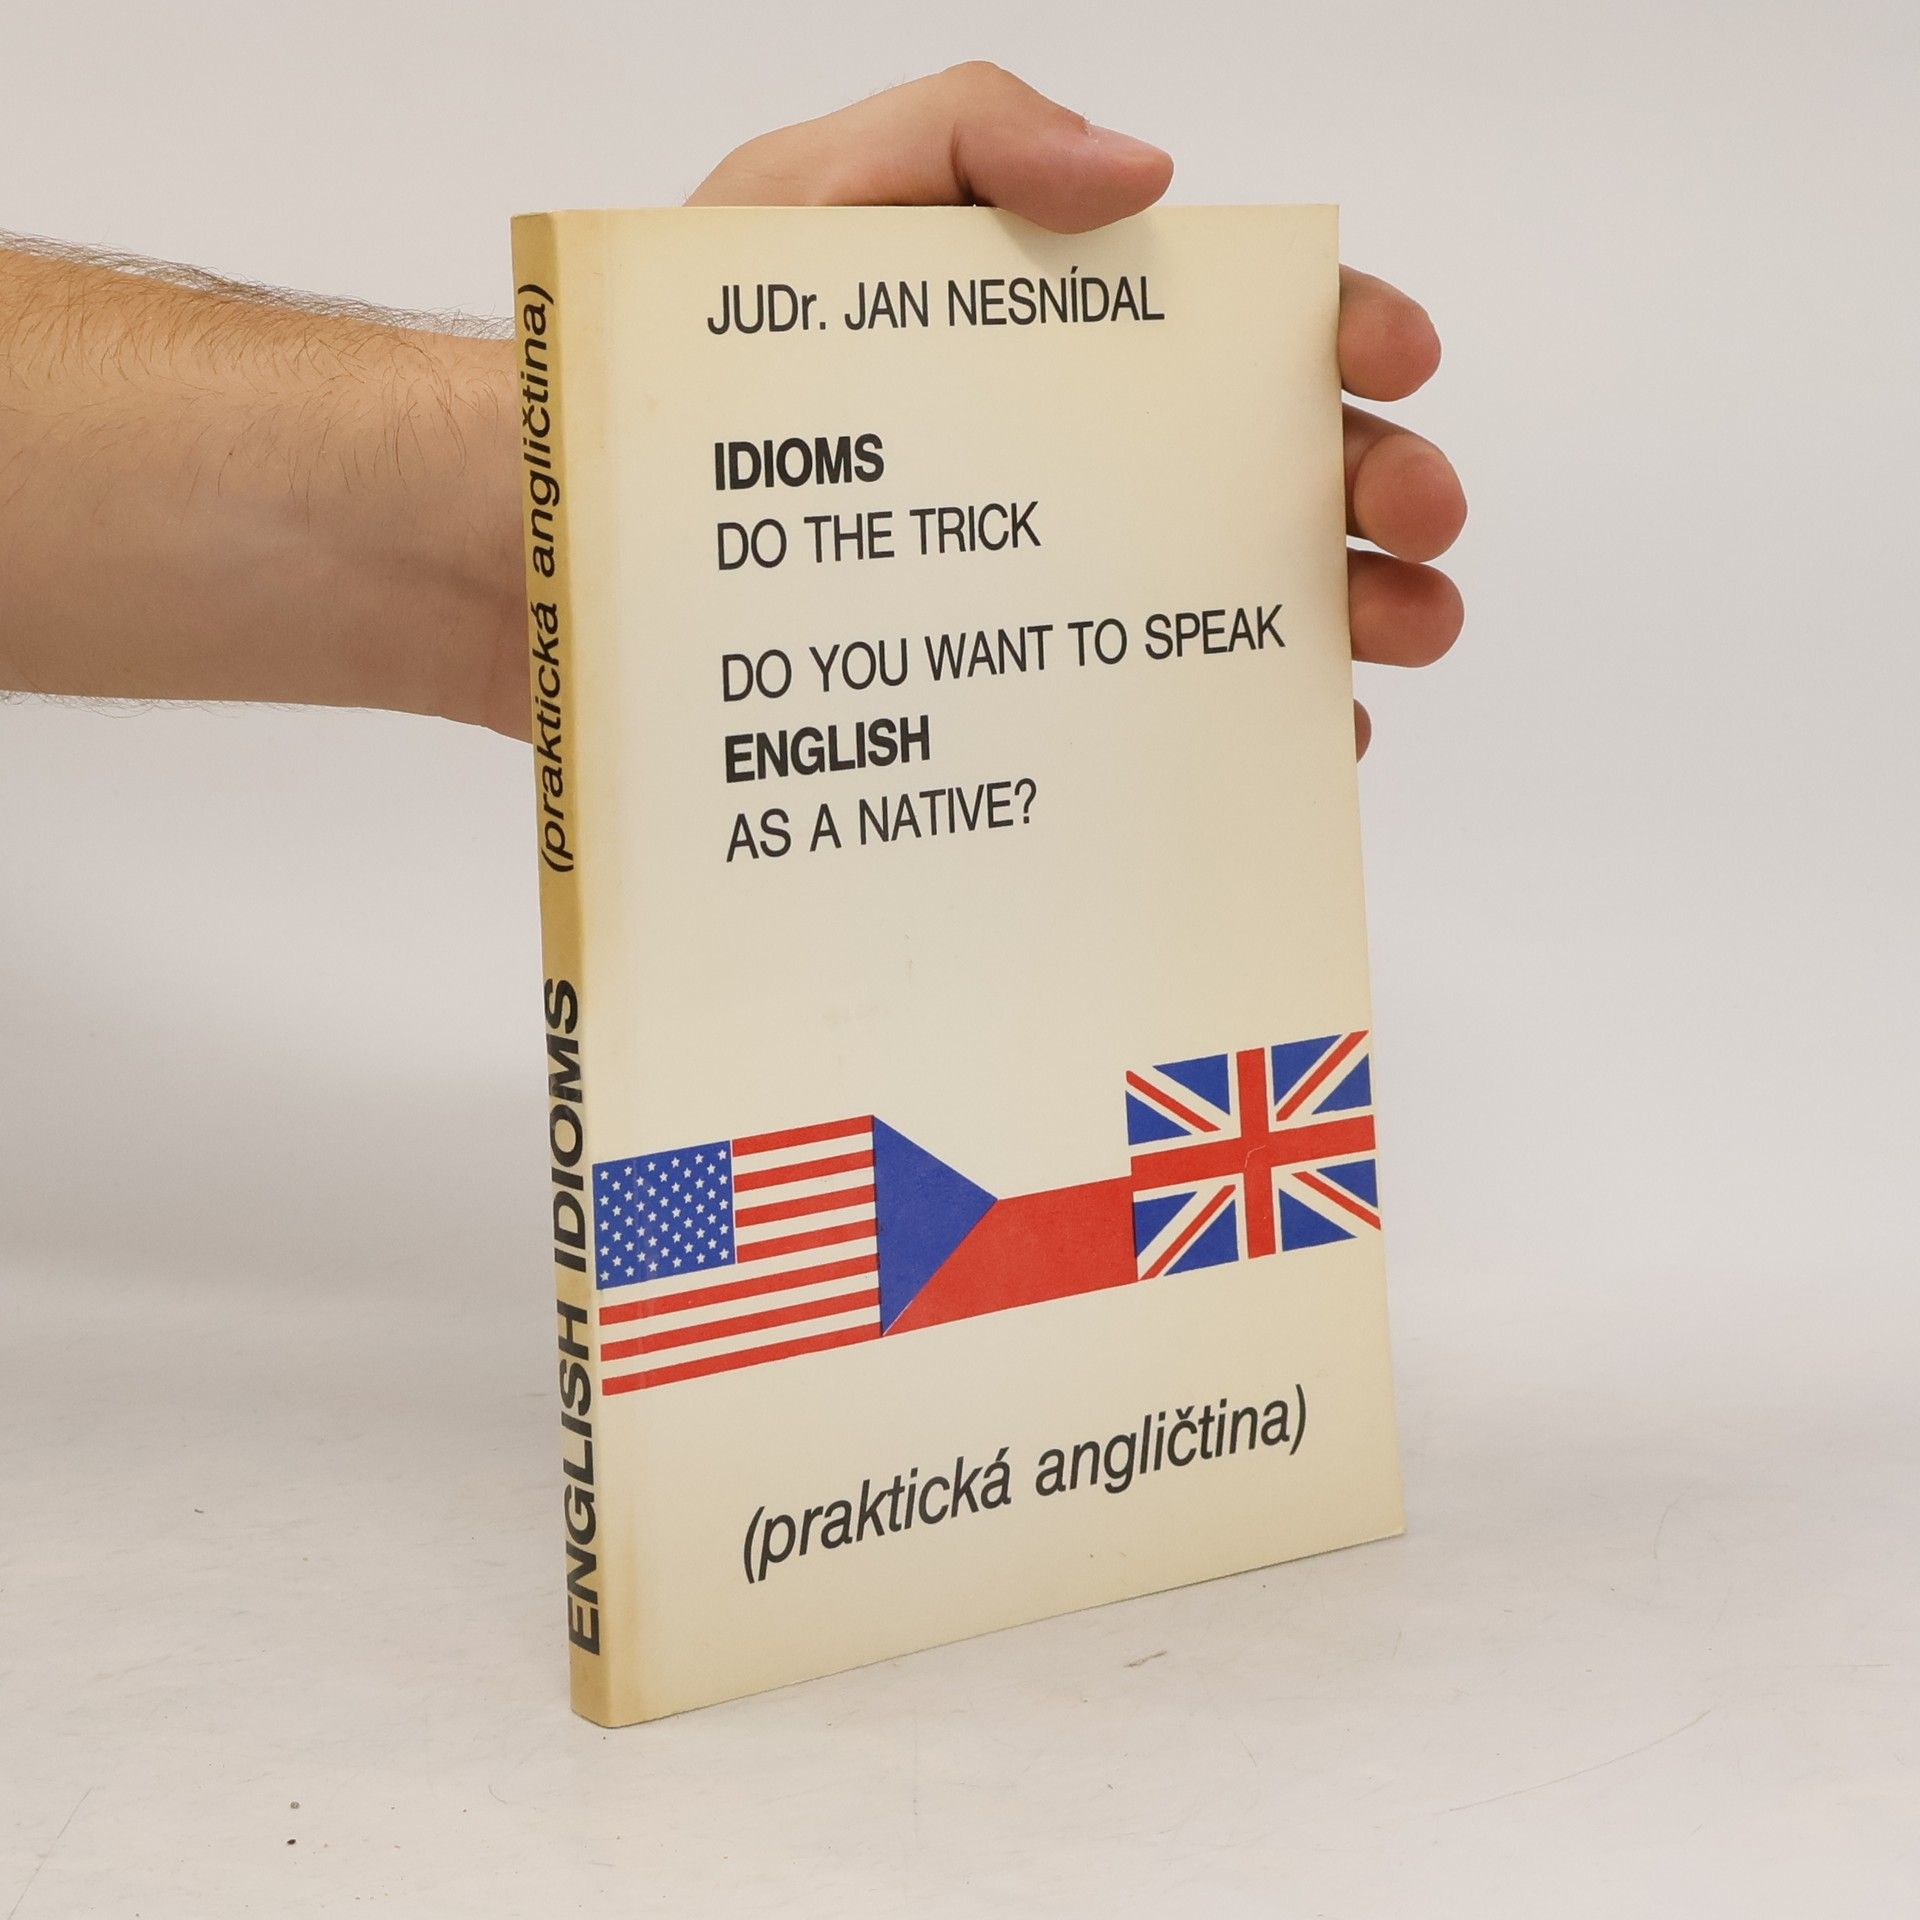 JUDr. JAN NESNÍDAL
IDIOMS
DO THE TRICK
DO YOU WANT TO SPEAK
ENGLISH
AS A NATIVE?
(praktická angličtina)
ENGLISH IDIOMS (praktická angličtina)